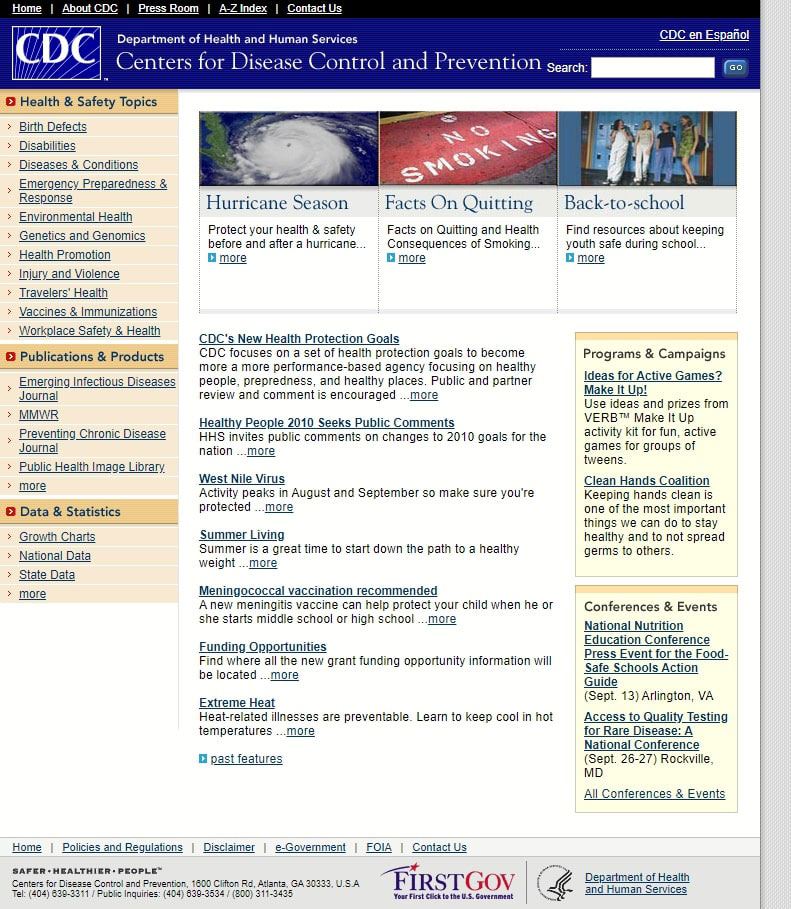 Home | About CDC | Press Room | A-Z Index | Contact Us
CDC
TM
Department of Health and Human Services
Centers for Disease Control and Prevention
CDC en Español
Search:
GO
Health & Safety Topics
Birth Defects
Disabilities
Diseases & Conditions
Emergency Preparedness &
Response
Environmental Health
Genetics and Genomics
Health Promotion
Injury and Violence
Travelers' Health
Vaccines & Immunizations
Workplace Safety & Health
Publications & Products
Emerging Infectious Diseases
Journal
MMWR
Preventing Chronic Disease
Journal
Public Health Image Library
more
Data & Statistics
Growth Charts
National Data
State Data
more
Hurricane Season
Protect your health & safety
before and after a hurricane...
more
NO
SMOKING
Facts On Quitting
Facts on Quitting and Health
Consequences of Smoking...
more
Back-to-school
Find resources about keeping
youth safe during school...
more
CDC's New Health Protection Goals
CDC focuses on a set of health protection goals to become
more a more performance-based agency focusing on healthy
people, prepredness, and healthy places. Public and partner
review and comment is encouraged ...more
Healthy People 2010 Seeks Public Comments
HHS invites public comments on changes to 2010 goals for the
nation ...more
West Nile Virus
Activity peaks in August and September so make sure you're
protected ...more
Summer Living
Summer is a great time to start down the path to a healthy
weight ...more
Meningococcal vaccination recommended
A new meningitis vaccine can help protect your child when he or
she starts middle school or high school ...more
Funding Opportunities
Find where all the new grant funding opportunity information will
be located ...more
Extreme Heat
Heat-related illnesses are preventable. Learn to keep cool in hot
temperatures ...more
past features
Programs & Campaigns
Ideas for Active Games?
Make It Up!
Use ideas and prizes from
VERB™ Make It Up
activity kit for fun, active
games for groups of
tweens.
Clean Hands Coalition
Keeping hands clean is
one of the most important
things we can do to stay
healthy and to not spread
germs to others.
Conferences & Events
National Nutrition
Education Conference
Press Event for the Food-
Safe Schools Action
Guide
(Sept. 13) Arlington, VA
Access to Quality Testing
for Rare Disease: A
National Conference
(Sept. 26-27) Rockville,
MD
All Conferences & Events
Home | Policies and Regulations | Disclaimer | e-Government | FOIA | Contact Us
SAFER•HEALTHIER•PEOPLE™
Centers for Disease Control and Prevention, 1600 Clifton Rd, Atlanta, GA 30333, U.S.A
Tel: (404) 639-3311 / Public Inquiries: (404) 639-3534 / (800) 311-3435
FIRSTGOV
Your First Click to the U.S. Government
Department of Health
and Human Services